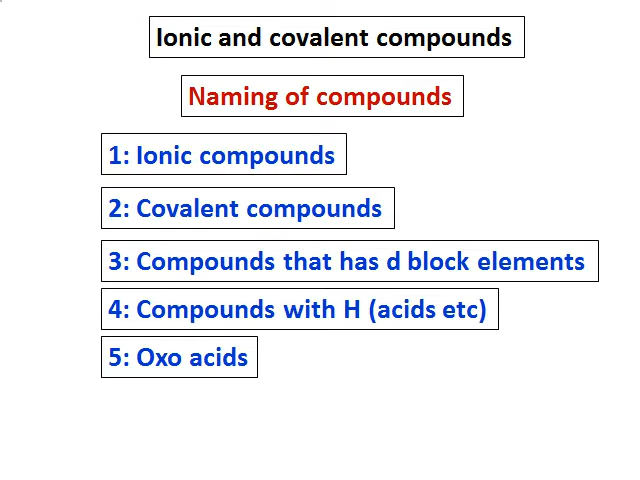 Ionic and covalent compounds
Naming of compounds
1: Ionic compounds
2: Covalent compounds
3: Compounds that has d block elements
4: Compounds with H (acids etc)
5: Oxo acids